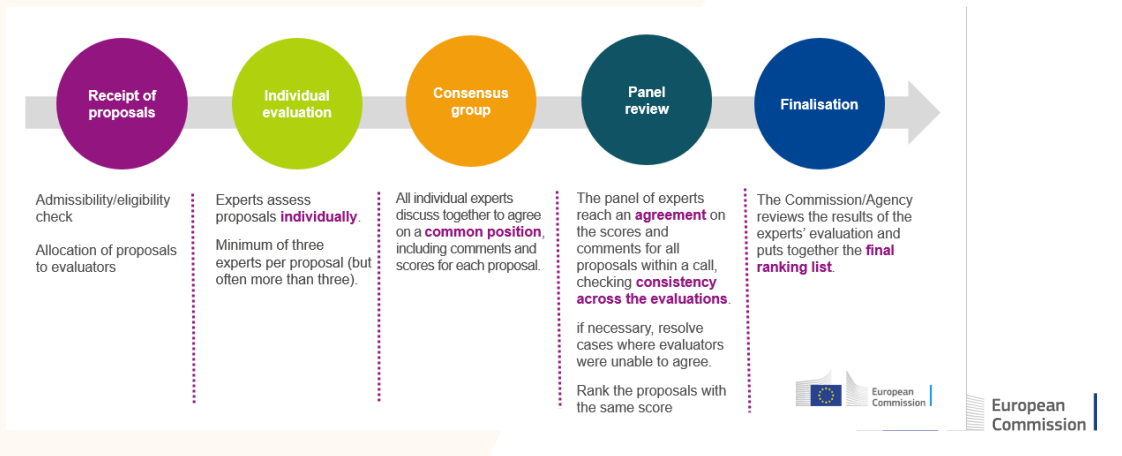 Receipt of
proposals
Individual
evaluation
Consensus
group
Panel
review
Finalisation
Admissibility/eligibility
check
Allocation of proposals
to evaluators
Experts assess
proposals individually.
Minimum of three
experts per proposal (but
often more than three).
All individual experts
discuss together to agree
on a common position,
including comments and
scores for each proposal.
The panel of experts
reach an agreement on
the scores and
comments for all
proposals within a call,
checking consistency
across the evaluations.
if necessary, resolve
cases where evaluators
were unable to agree.
Rank the proposals with
the same score
The Commission/Agency
reviews the results of the
experts' evaluation and
puts together the final
ranking list.
European
Commission
European
Commission